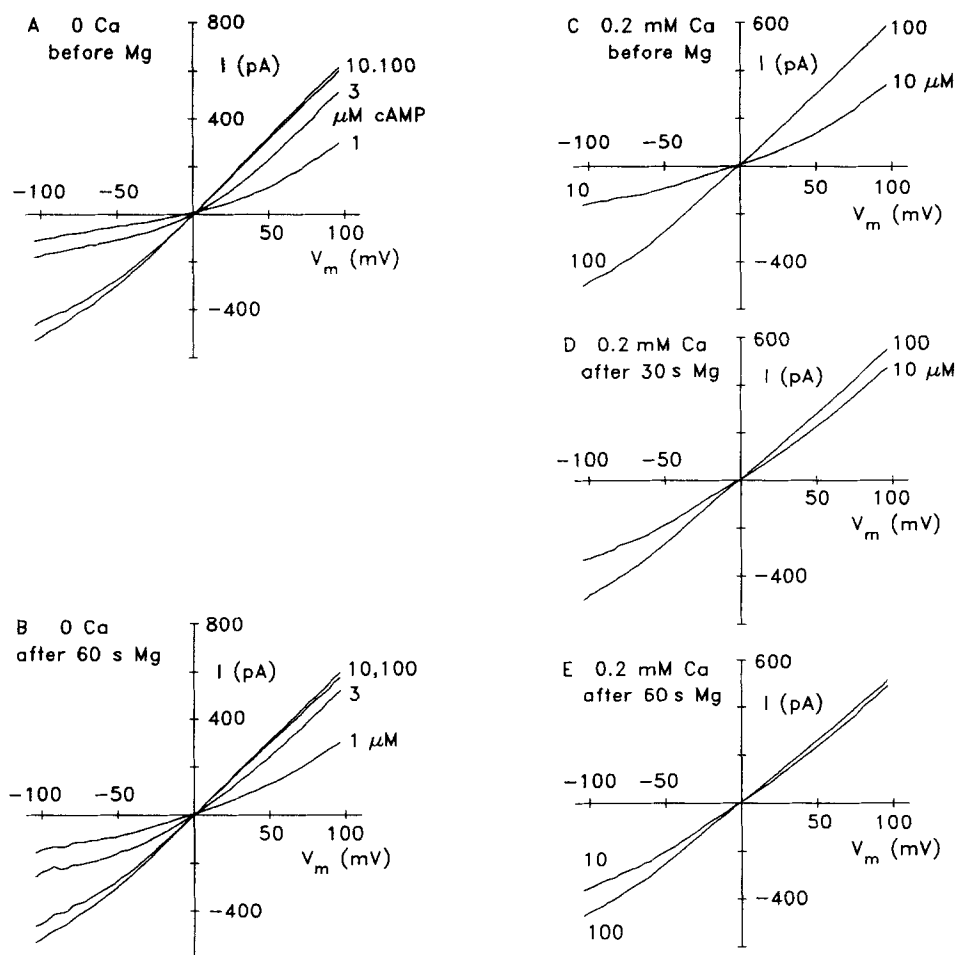 A 0 Ca
before Mg
800
I (pA)
10.100
3
μM cAMP
400
1
-100 -50
50 100
V_m (mV)
-400
B 0 Ca
after 60 s Mg
800
I (pA)
10,100
3
400
1 μM
-100 -50
50 100
V_m (mV)
-400
C 0.2 mM Ca
before Mg
600
I (pA)
100
10 μM
-100 -50
10
50 100
V_m (mV)
100
-400
D 0.2 mM Ca
after 30 s Mg
600
I (pA)
100
10 μM
-100 -50
50 100
V_m (mV)
-400
E 0.2 mM Ca
after 60 s Mg
600
I (pA)
-100 -50
50 100
V_m (mV)
10
100
-400